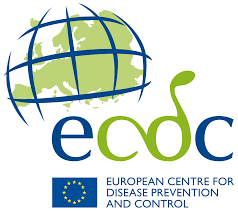 ecdc
EUROPEAN CENTRE FOR
DISEASE PREVENTION
AND CONTROL